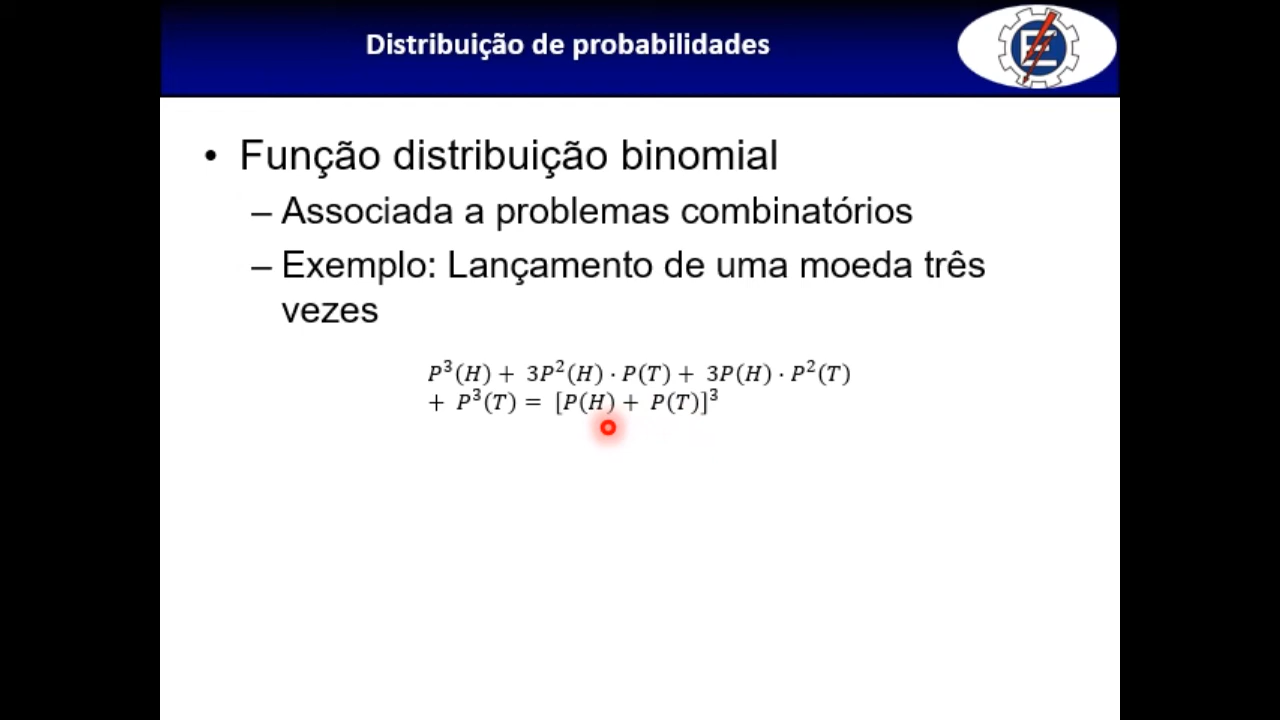 Distribuição de probabilidades
• Função distribuição binomial
– Associada a problemas combinatórios
– Exemplo: Lançamento de uma moeda três
vezes
P³(H) + 3P²(H) · P(T) + 3P(H) · P²(T)
+ P³(T) = [P(H) + P(T)]³